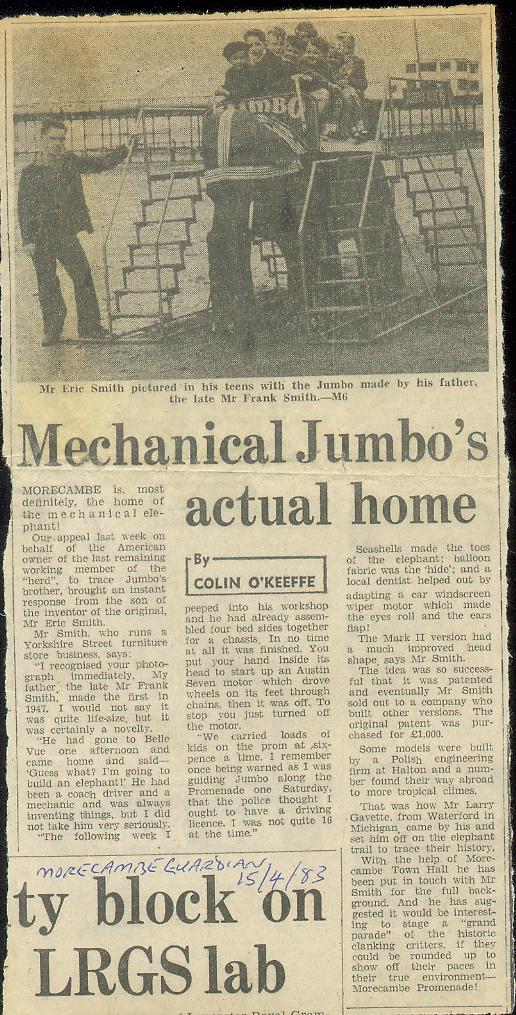 JUMBO
Mr Eric Smith pictured in his teens with the Jumbo made by his father,
the late Mr Frank Smith.—M6
Mechanical Jumbo's
actual home
MORECAMBE is, most
definitely, the home of
the mechanical ele-
phant!
Our appeal last week on
behalf of the American
owner of the last remaining
working member of the
"herd", to trace Jumbo's
brother, brought an instant
response from the son of
the inventor of the original,
Mr Eric Smith.
Mr Smith, who runs a
Yorkshire Street furniture
store business, says:
"I recognised your photo-
graph immediately. My
father, the late Mr Frank
Smith, made the first in
1947. I would not say it
was quite life-size, but it
was certainly a novelty.
"He had gone to Belle
Vue one afternoon and
came home and said—
'Guess what? I'm going to
build an elephant!' He had
been a coach driver and a
mechanic and was always
inventing things, but I did
not take him very seriously.
"The following week I
By
COLIN O'KEEFFE
peeped into his workshop
and he had already assem-
bled four bed sides together
for a chassis. In no time
at all it was finished. You
put your hand inside its
head to start up an Austin
Seven motor which drove
wheels on its feet through
chains, then it was off. To
stop you just turned off
the motor.
"We carried loads of
kids on the prom at six-
pence a time. I remember
once being warned as I was
guiding Jumbo along the
Promenade one Saturday,
that the police thought I
ought to have a driving
licence. I was not quite 16
at the time."
Seashells made the toes
of the elephant; balloon
fabric was the 'hide'; and a
local dentist helped out by
adapting a car windscreen
wiper motor which made
the eyes roll and the ears
flap!
The Mark II version had
a much improved head
shape, says Mr Smith.
The idea was so success-
ful that it was patented
and eventually Mr Smith
sold out to a company who
built other versions. The
original patent was pur-
chased for £1,000.
Some models were built
by a Polish engineering
firm at Halton and a num-
ber found their way abroad
to more tropical climes.
That was how Mr Larry
Gavette, from Waterford in
Michigan, came by his and
set him off on the elephant
trail to trace their history.
With the help of More-
cambe Town Hall he has
been put in touch with Mr
Smith for the full back-
ground. And he has sug-
gested it would be interest-
ing to stage a "grand
parade" of the historic
clanking critters, if they
could be rounded up to
show off their paces in
their true environment—
Morecambe Promenade!
MORECAMBE GUARDIAN
15/4/83
ty block on
LRGS lab